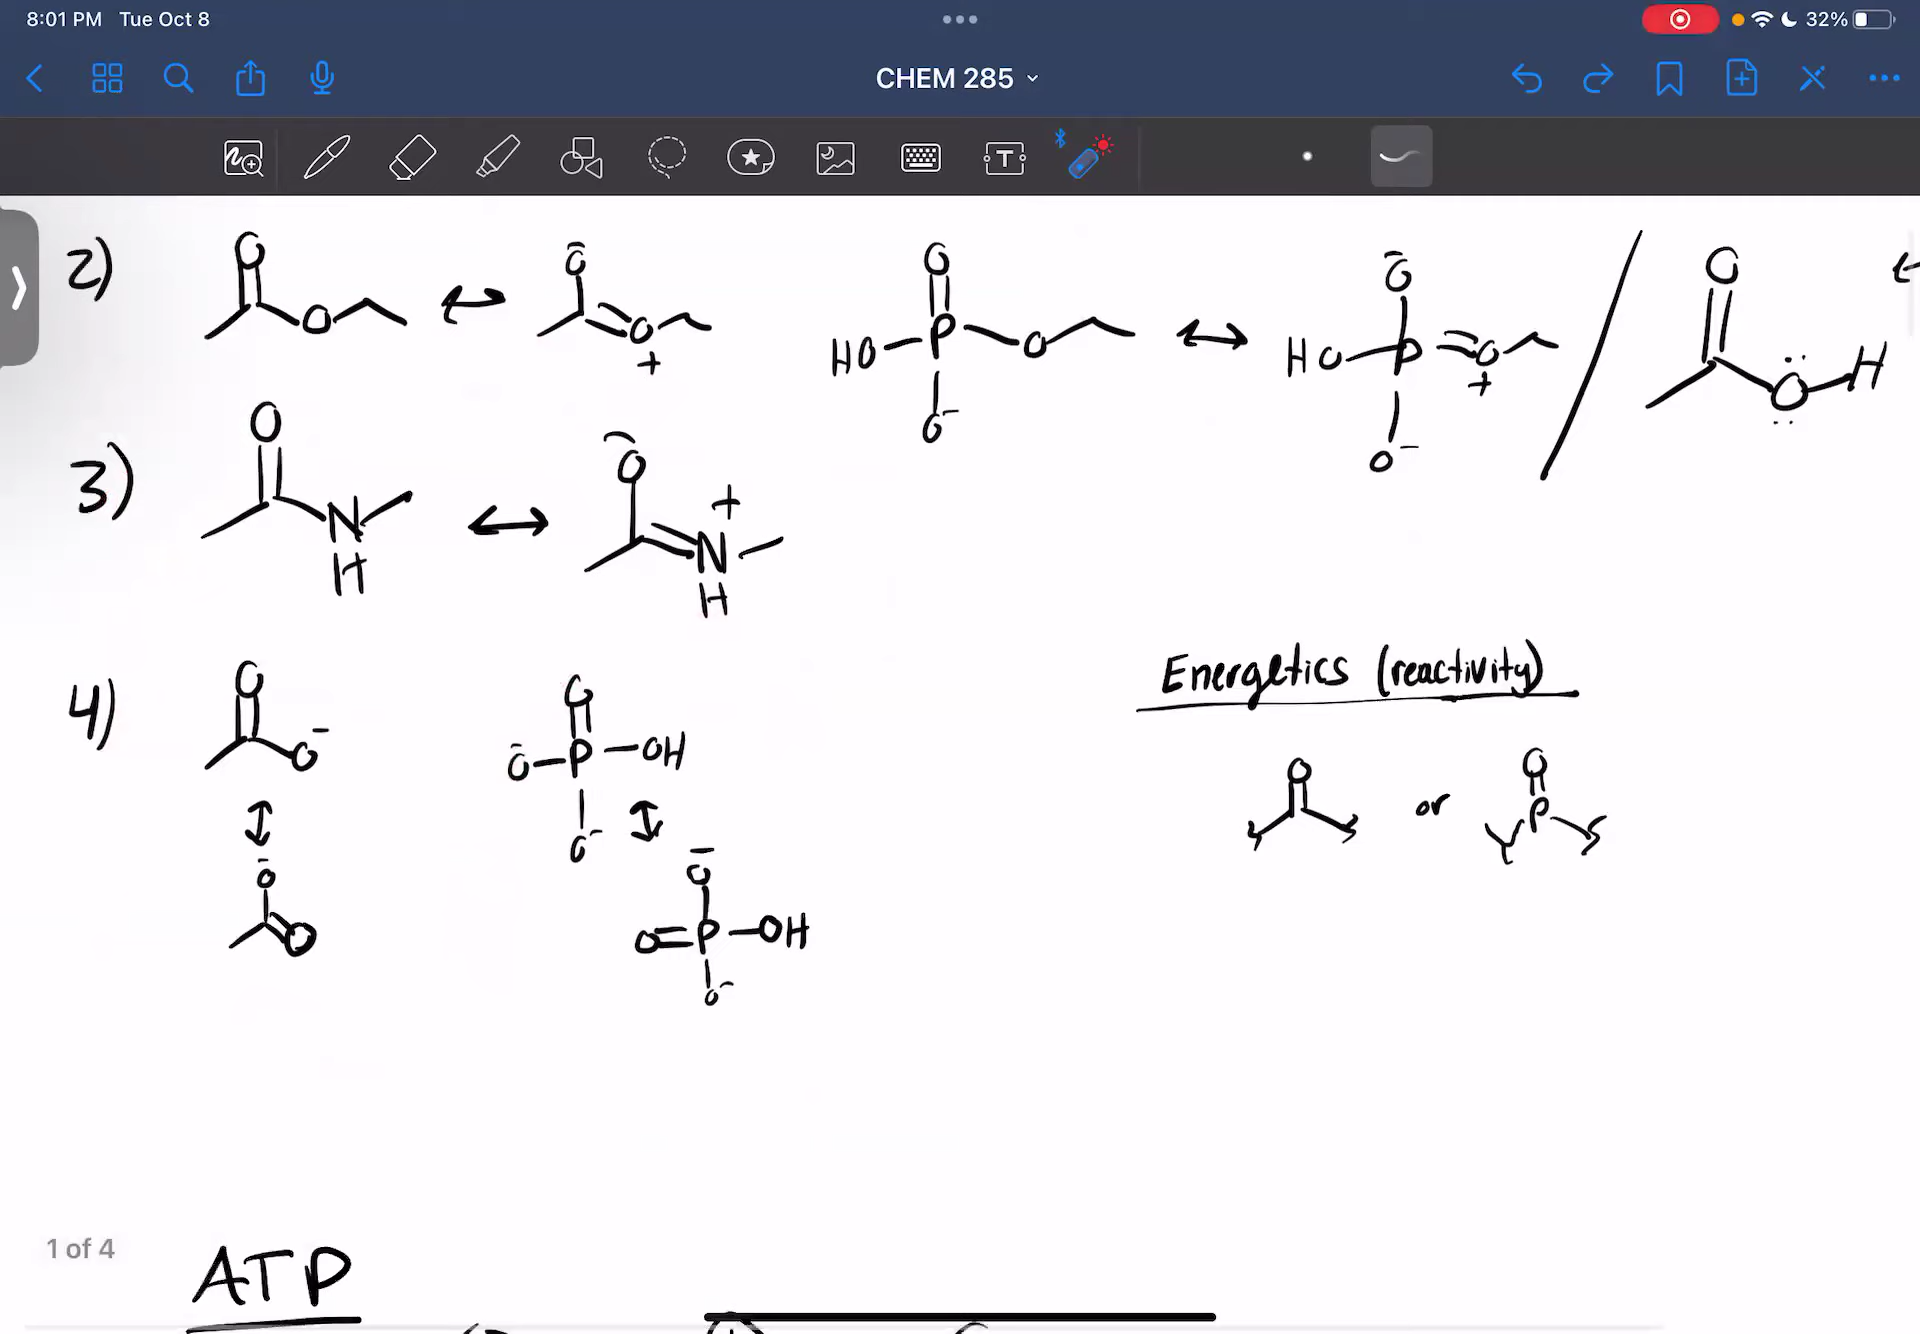 8:01 PM Tue Oct 8
32%
CHEM 285
T
2)
O
O
O
O
+
O
HO-P
O
O-
O
HO P O
+
O-
O
O H
3)
O
N
H
O
+
N
H
4)
O
O-
O
O
O
O-P-OH
O-
O
O=P-OH
O-
Energetics (reactivity)
O
or
O
P
1 of 4
ATP